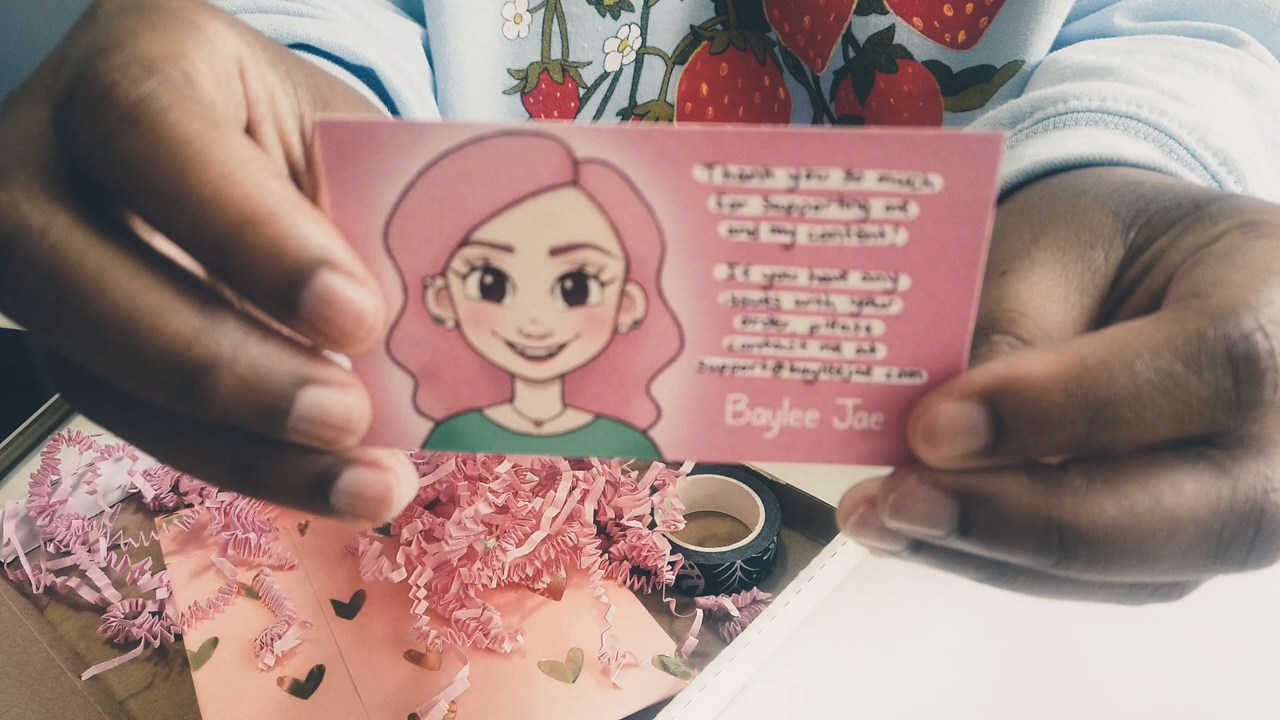 Thank you so much
for supporting me
and my content!
If you have any
issues with your
order, please
contact me at
support@bayleejae.com
Baylee Jae